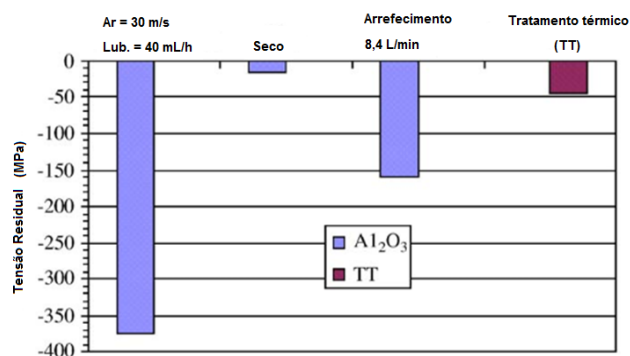 Ar = 30 m/s
Lub. = 40 mL/h
Seco
Arrefecimento
8,4 L/min
Tratamento térmico
(TT)
Tensão Residual (MPa)
0
-50
-100
-150
-200
-250
-300
-350
-400
A1₂O₃
TT